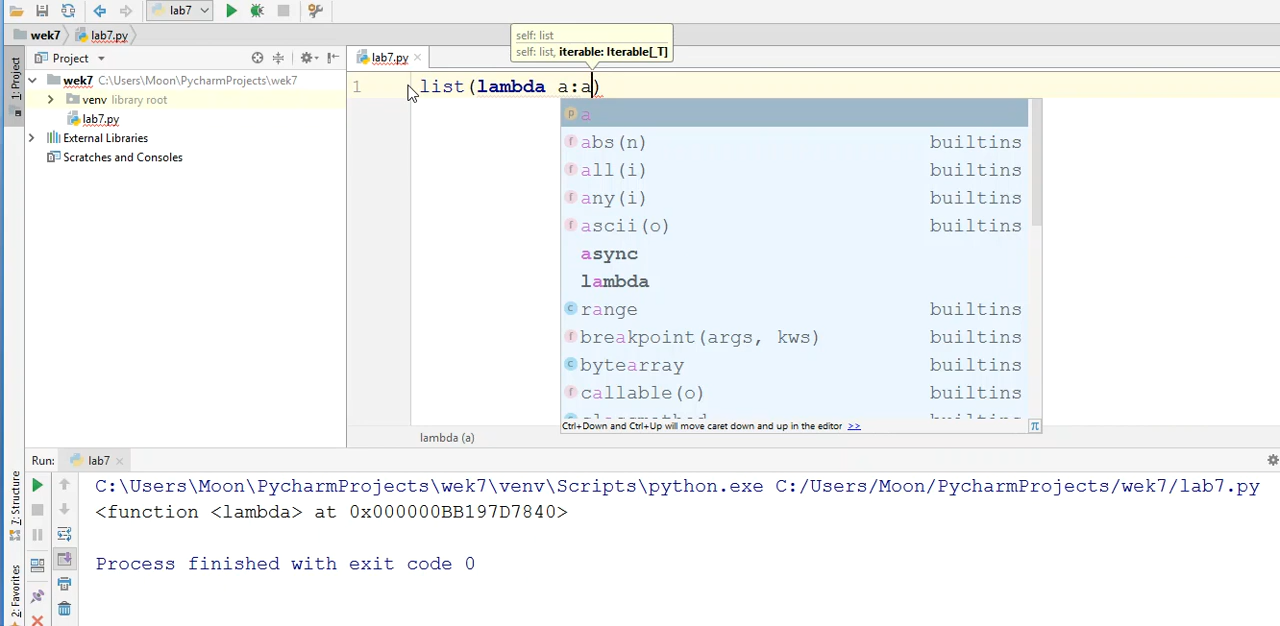 lab7
wek7
lab7.py
self: list
self: list, iterable: Iterable[_T]
1: Project
Project
lab7.py
wek7 C:\Users\Moon\PycharmProjects\wek7
venv library root
lab7.py
External Libraries
Scratches and Consoles
1
list(lambda a:a)
a
abs(n) builtins
all(i) builtins
any(i) builtins
ascii(o) builtins
async
lambda
range builtins
breakpoint(args, kws) builtins
bytearray builtins
callable(o) builtins
classmethod builtins
Ctrl+Down and Ctrl+Up will move caret down and up in the editor >>
π
lambda (a)
Run: lab7
Z: Structure
2: Favorites
C:\Users\Moon\PycharmProjects\wek7\venv\Scripts\python.exe C:/Users/Moon/PycharmProjects/wek7/lab7.py
<function <lambda> at 0x000000BB197D7840>
Process finished with exit code 0